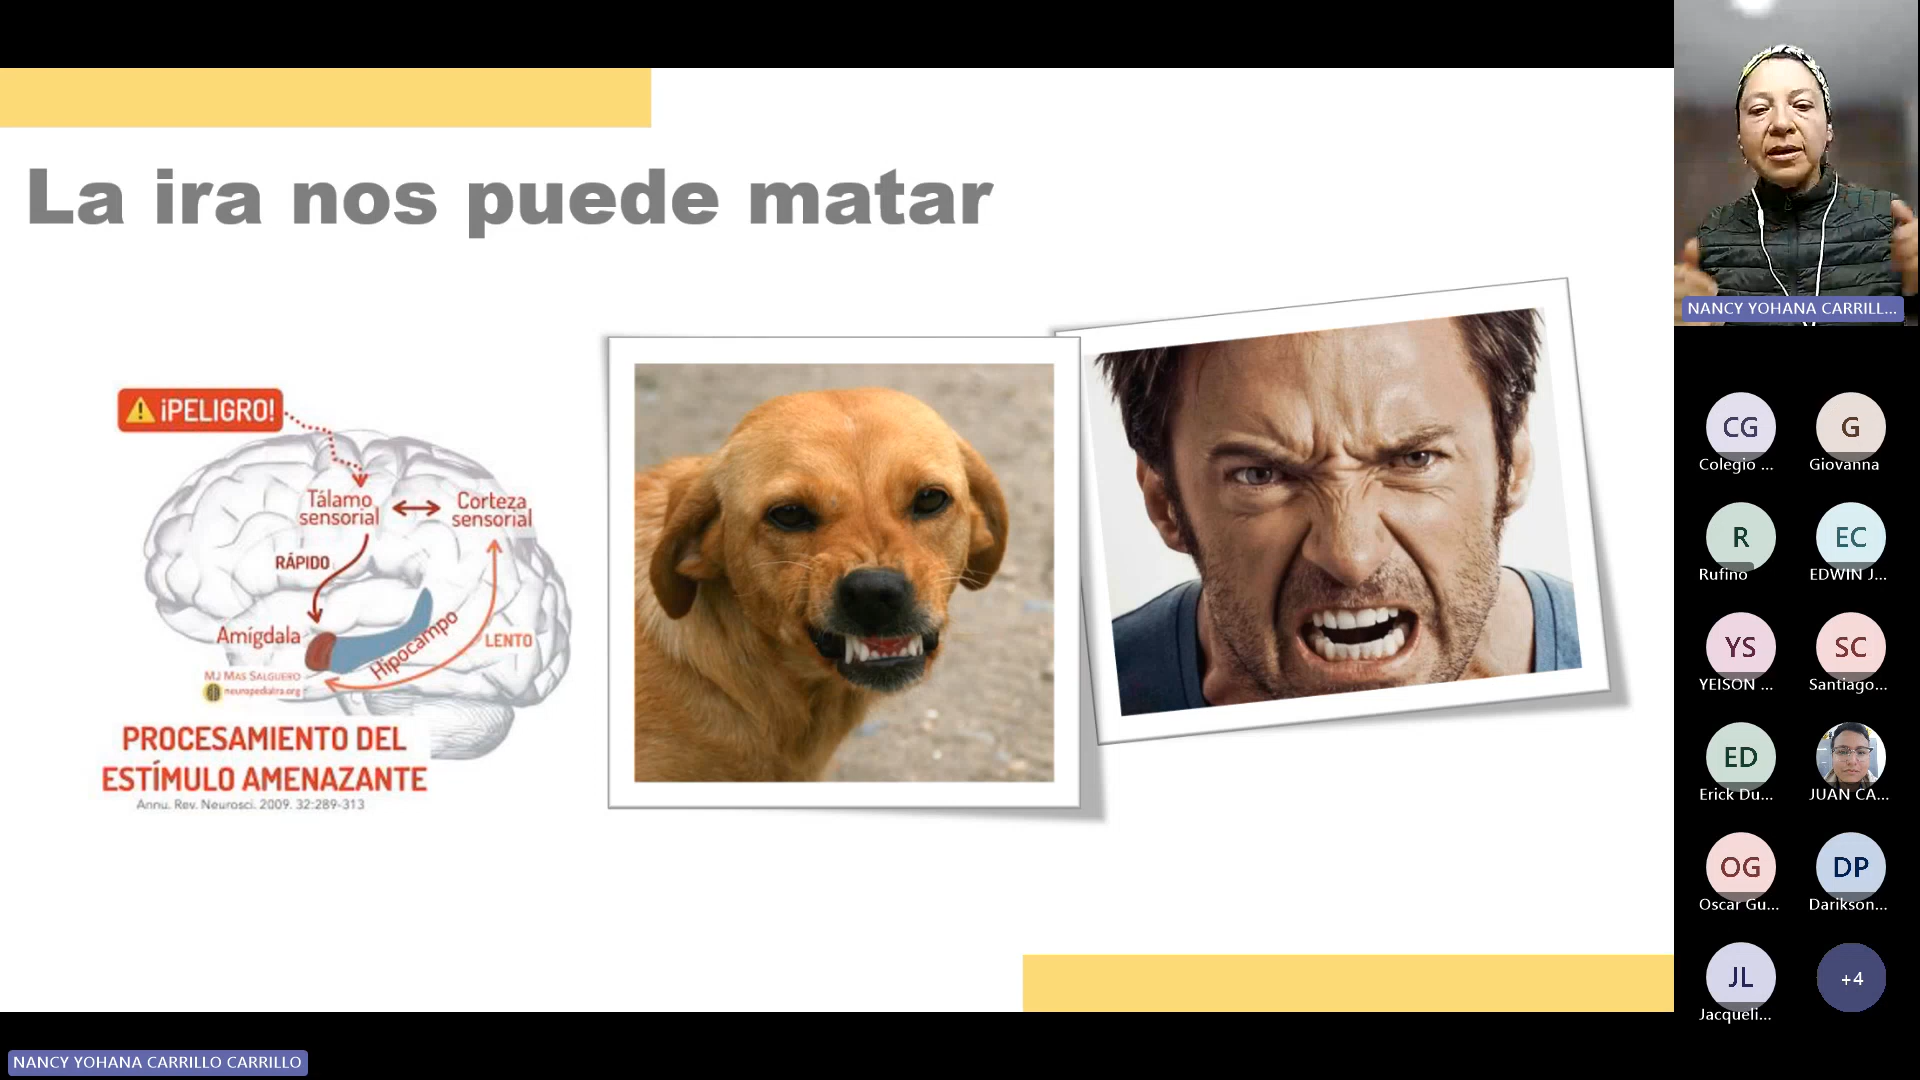 La ira nos puede matar
¡PELIGRO!
Tálamo
sensorial
Corteza
sensorial
RÁPIDO
Amígdala
Hipocampo
LENTO
MJ MAS SALGUERO
neuropediatra.org
PROCESAMIENTO DEL
ESTÍMULO AMENAZANTE
Annu. Rev. Neurosci. 2009. 32:289-313
NANCY YOHANA CARRILL...
CG
Colegio ...
G
Giovanna
R
Rufino
EC
EDWIN J...
YS
YEISON ...
SC
Santiago...
ED
Erick Du...
JUAN CA...
OG
Oscar Gu...
DP
Darikson...
JL
Jacqueli...
+4
NANCY YOHANA CARRILLO CARRILLO